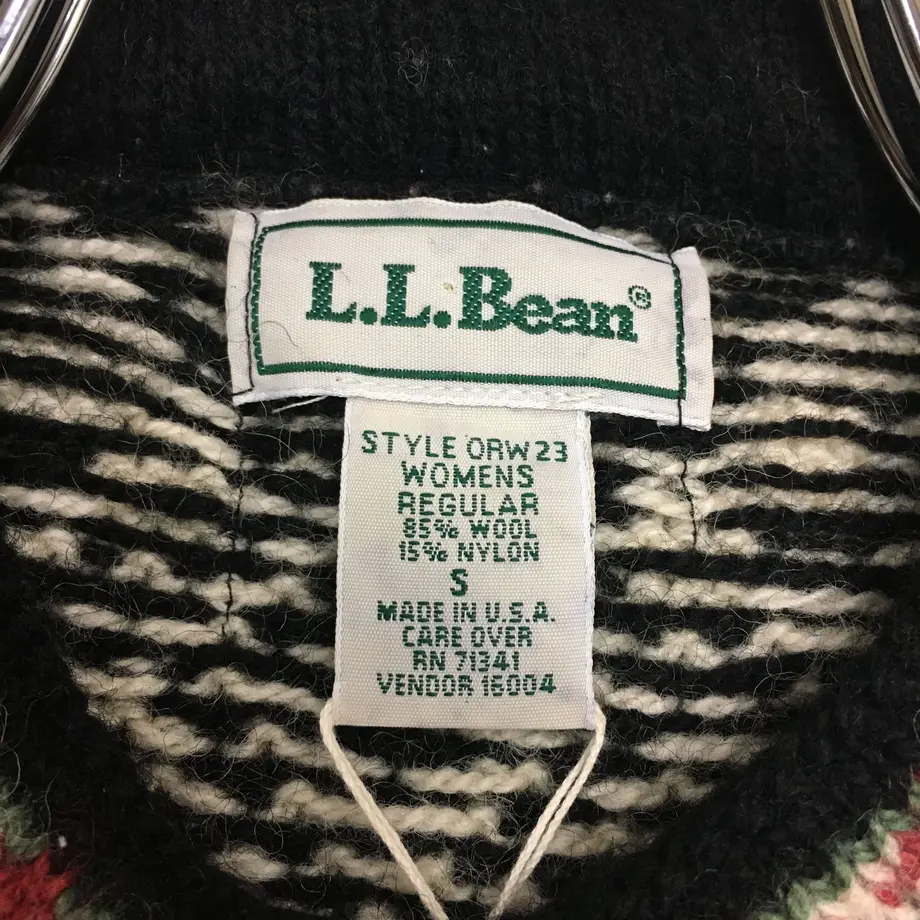 L.L.Bean®
STYLE ORW23
WOMENS
REGULAR
85% WOOL
15% NYLON
S
MADE IN U.S.A.
CARE OVER
RN 71341
VENDOR 16004